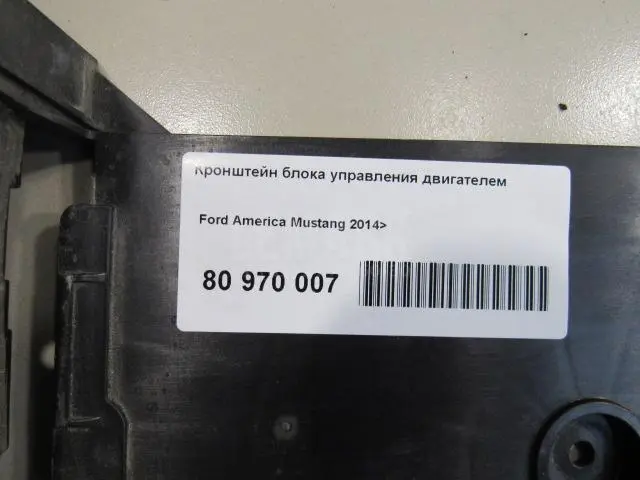 Кронштейн блока управления двигателем
Ford America Mustang 2014>
80 970 007